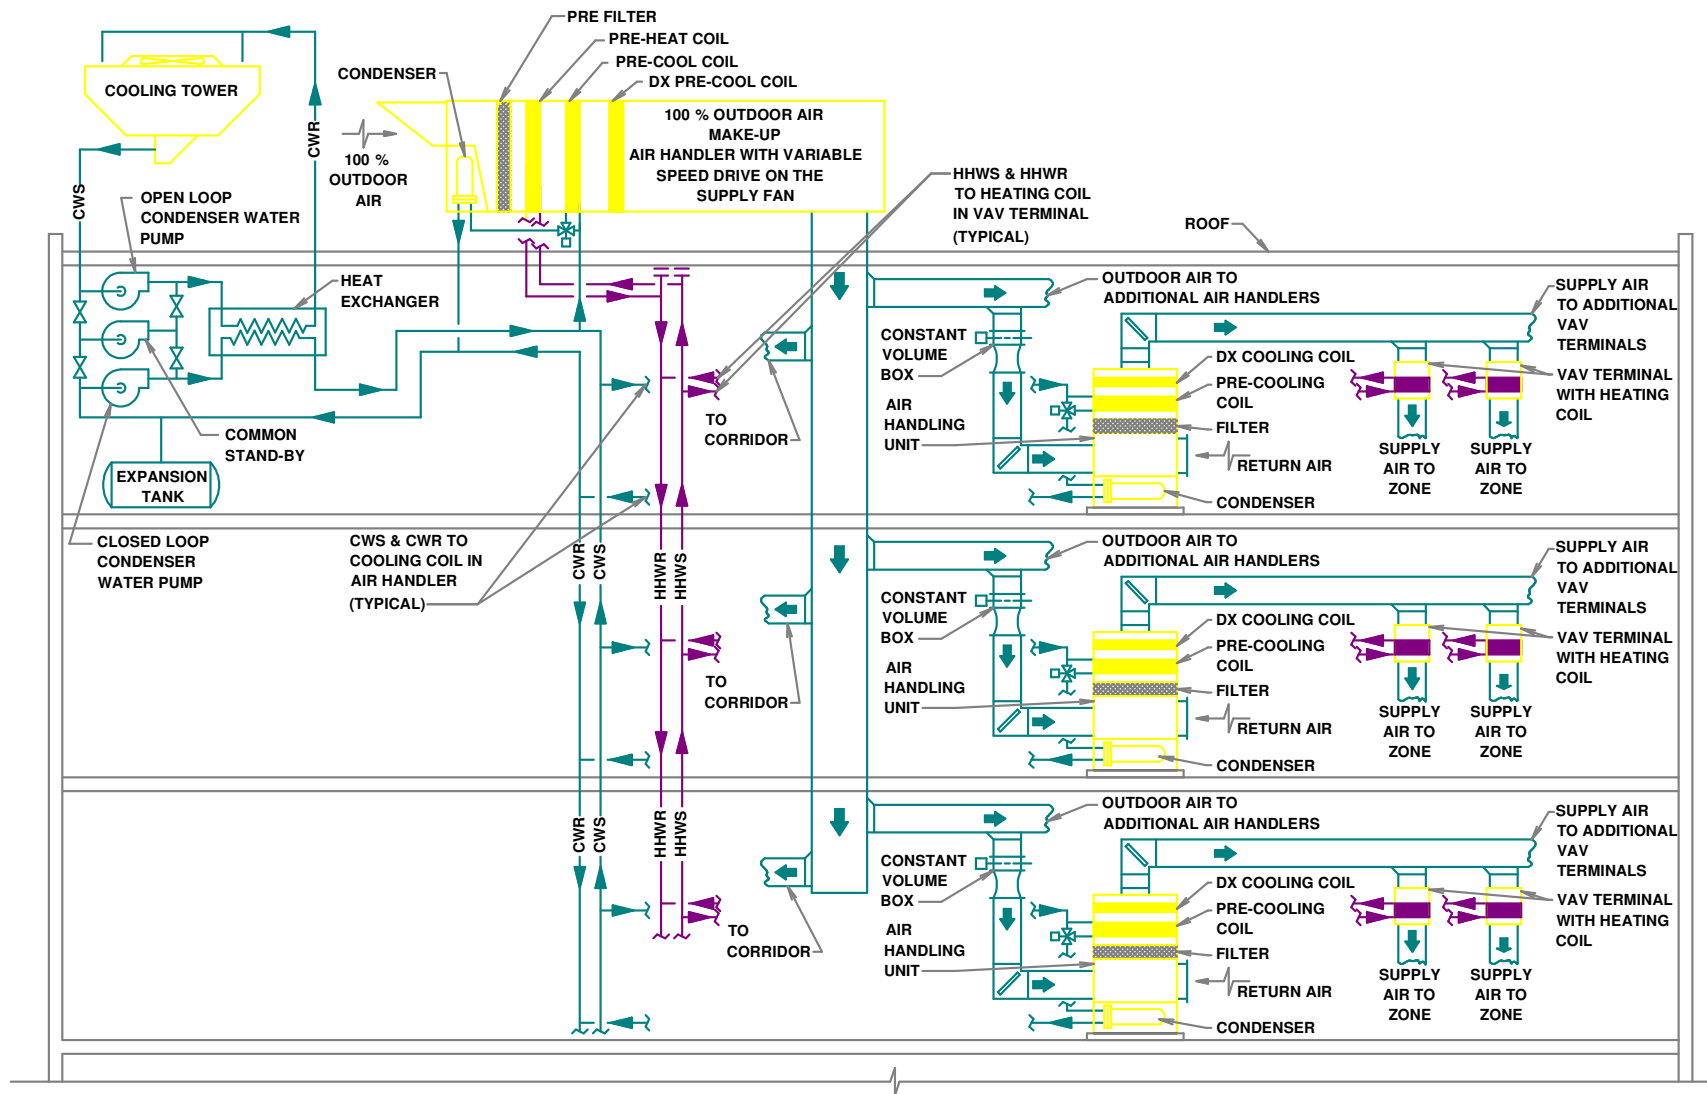 PRE FILTER
PRE-HEAT COIL
PRE-COOL COIL
DX PRE-COOL COIL
CONDENSER
COOLING TOWER
100 % OUTDOOR AIR
MAKE-UP
AIR HANDLER WITH VARIABLE
SPEED DRIVE ON THE
SUPPLY FAN
100 %
OUTDOOR
AIR
CWR
CWS
OPEN LOOP
CONDENSER WATER
PUMP
HHWS & HHWR
TO HEATING COIL
IN VAV TERMINAL
(TYPICAL)
ROOF
HEAT
EXCHANGER
OUTDOOR AIR TO
ADDITIONAL AIR HANDLERS
SUPPLY AIR
TO ADDITIONAL
VAV
TERMINALS
CONSTANT
VOLUME
BOX
DX COOLING COIL
PRE-COOLING
COIL
VAV TERMINAL
WITH HEATING
COIL
AIR
HANDLING
UNIT
FILTER
TO
CORRIDOR
RETURN AIR
SUPPLY
AIR TO
ZONE
SUPPLY
AIR TO
ZONE
CONDENSER
COMMON
STAND-BY
EXPANSION
TANK
CLOSED LOOP
CONDENSER
WATER PUMP
CWS & CWR TO
COOLING COIL IN
AIR HANDLER
(TYPICAL)
CWR
CWS
HHWR
HHWS
OUTDOOR AIR TO
ADDITIONAL AIR HANDLERS
SUPPLY AIR
TO ADDITIONAL
VAV
TERMINALS
CONSTANT
VOLUME
BOX
DX COOLING COIL
PRE-COOLING
COIL
VAV TERMINAL
WITH HEATING
COIL
AIR
HANDLING
UNIT
FILTER
TO
CORRIDOR
RETURN AIR
SUPPLY
AIR TO
ZONE
SUPPLY
AIR TO
ZONE
CONDENSER
CWR
CWS
HHWR
HHWS
OUTDOOR AIR TO
ADDITIONAL AIR HANDLERS
SUPPLY AIR
TO ADDITIONAL
VAV
TERMINALS
CONSTANT
VOLUME
BOX
DX COOLING COIL
PRE-COOLING
COIL
VAV TERMINAL
WITH HEATING
COIL
AIR
HANDLING
UNIT
FILTER
TO
CORRIDOR
RETURN AIR
SUPPLY
AIR TO
ZONE
SUPPLY
AIR TO
ZONE
CONDENSER